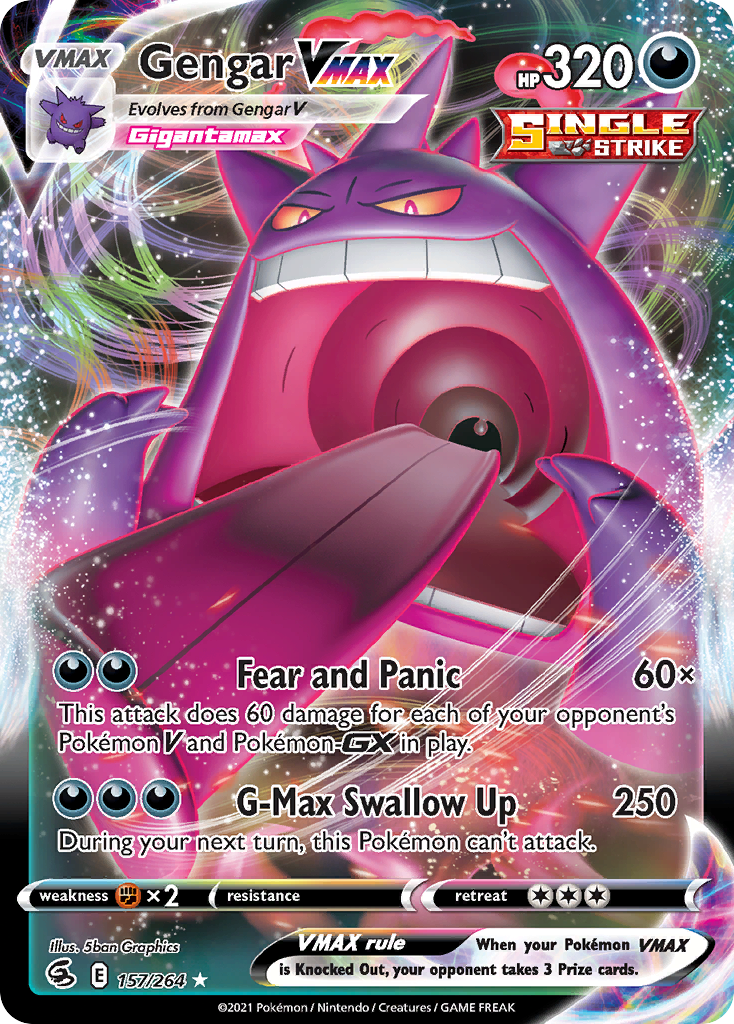 VMAX
Gengar VMAX
HP 320
Evolves from Gengar V
Gigantamax
SINGLE
STRIKE
Fear and Panic 60×
This attack does 60 damage for each of your opponent's
Pokémon V and Pokémon-GX in play.
G-Max Swallow Up 250
During your next turn, this Pokémon can't attack.
weakness ×2 resistance retreat
Illus. 5ban Graphics
VMAX rule When your Pokémon VMAX
is Knocked Out, your opponent takes 3 Prize cards.
E 157/264 ★
©2021 Pokémon / Nintendo / Creatures / GAME FREAK